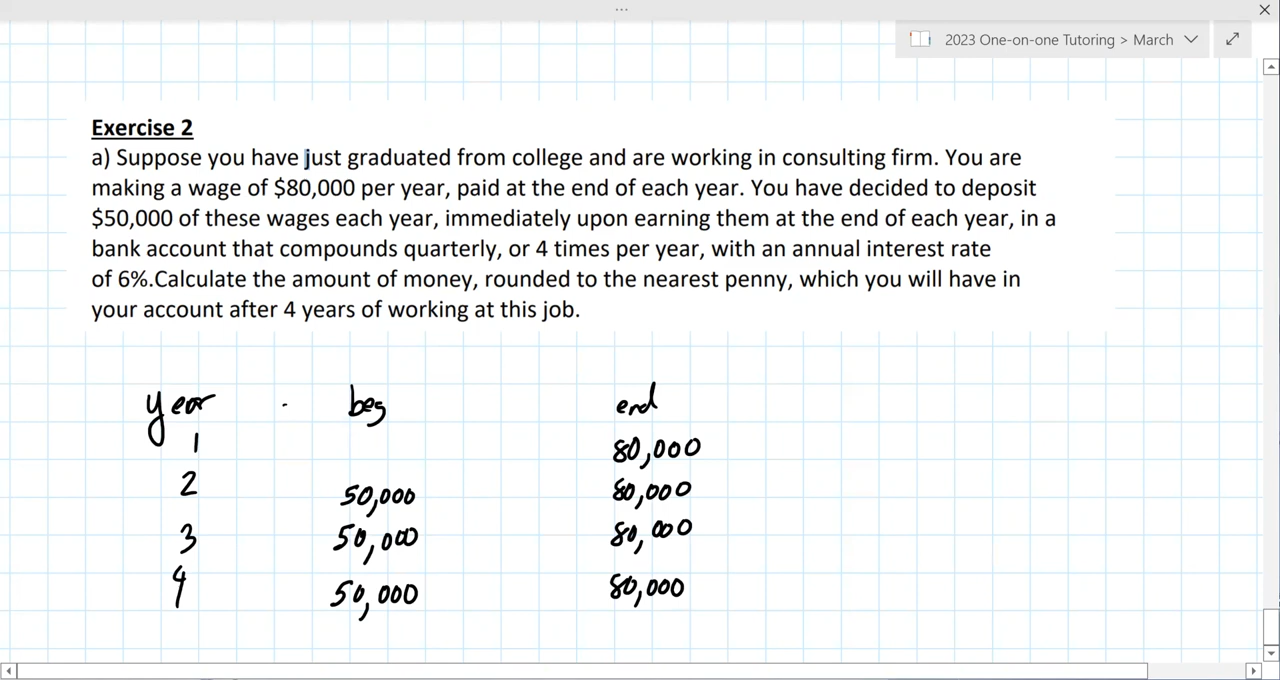 2023 One-on-one Tutoring > March
Exercise 2
a) Suppose you have just graduated from college and are working in consulting firm. You are
making a wage of $80,000 per year, paid at the end of each year. You have decided to deposit
$50,000 of these wages each year, immediately upon earning them at the end of each year, in a
bank account that compounds quarterly, or 4 times per year, with an annual interest rate
of 6%.Calculate the amount of money, rounded to the nearest penny, which you will have in
your account after 4 years of working at this job.
year beg end
1 80,000
2 50,000 80,000
3 50,000 80,000
4 50,000 80,000